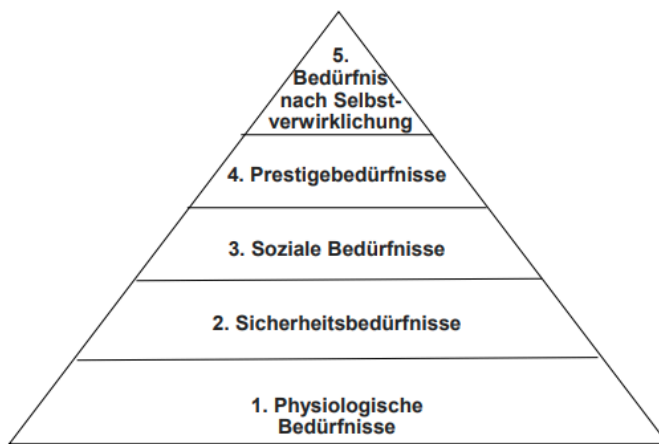 5.
Bedürfnis
nach Selbst-
verwirklichung
4. Prestigebedürfnisse
3. Soziale Bedürfnisse
2. Sicherheitsbedürfnisse
1. Physiologische
Bedürfnisse